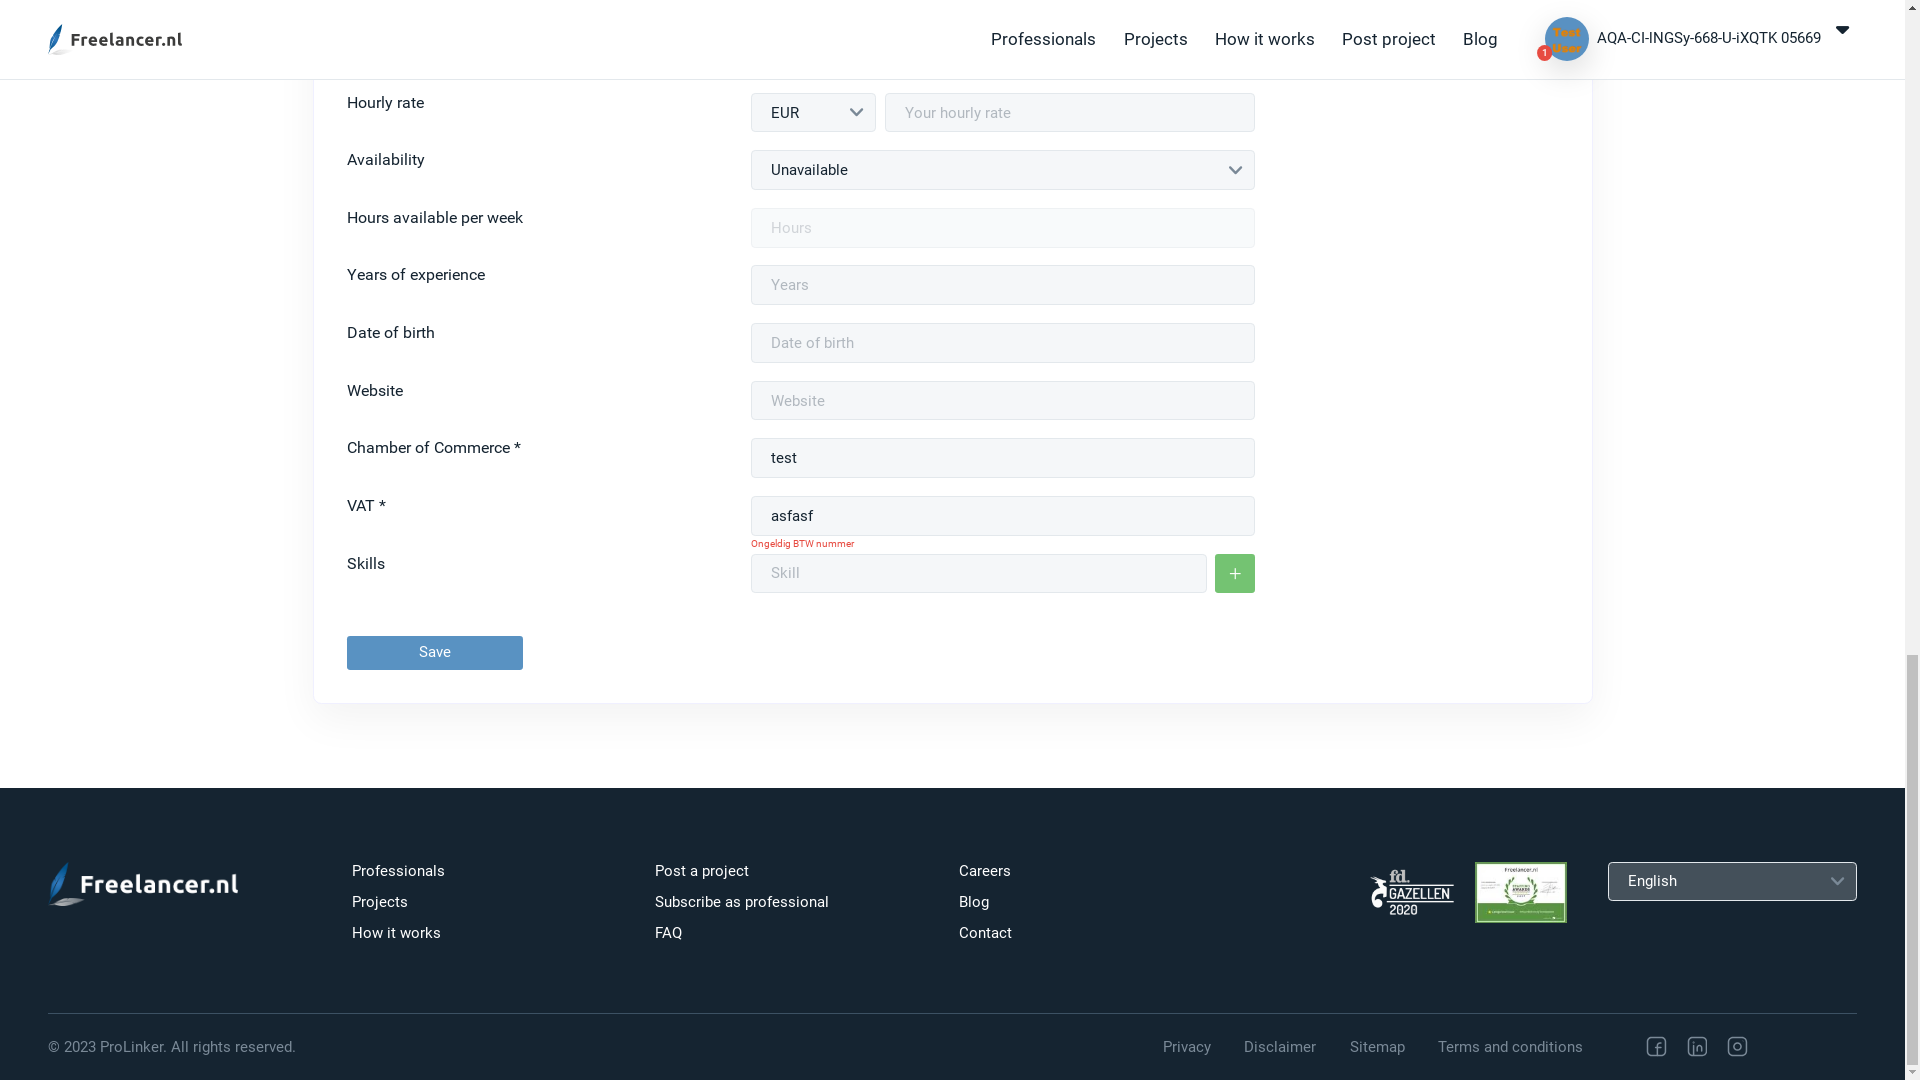 Freelancer.nl
Professionals
Projects
How it works
Post project
Blog
Test
User
1
AQA-CI-INGSy-668-U-iXQTK 05669
Hourly rate
EUR
Your hourly rate
Availability
Unavailable
Hours available per week
Hours
Years of experience
Years
Date of birth
Date of birth
Website
Website
Chamber of Commerce *
test
VAT *
asfasf
Ongeldig BTW nummer
Skills
Skill
+
Save
Freelancer.nl
Professionals
Projects
How it works
Post a project
Subscribe as professional
FAQ
Careers
Blog
Contact
fd.
GAZELLEN
2020
Freelancer.nl
English
© 2023 ProLinker. All rights reserved.
Privacy
Disclaimer
Sitemap
Terms and conditions